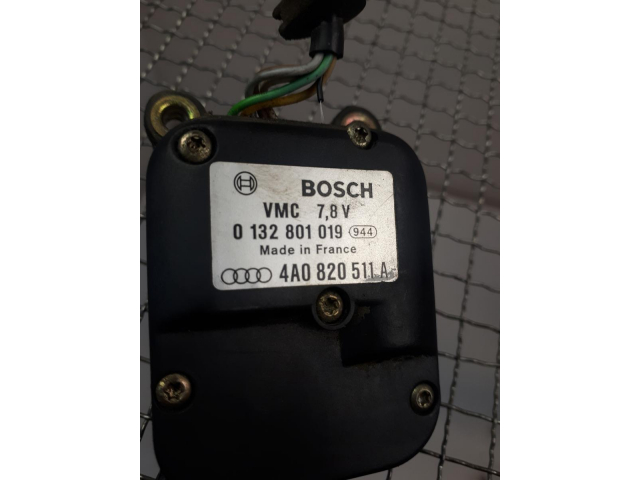 BOSCH
VMC 7,8 V
0 132 801 019 944
Made in France
4A0 820 511 A